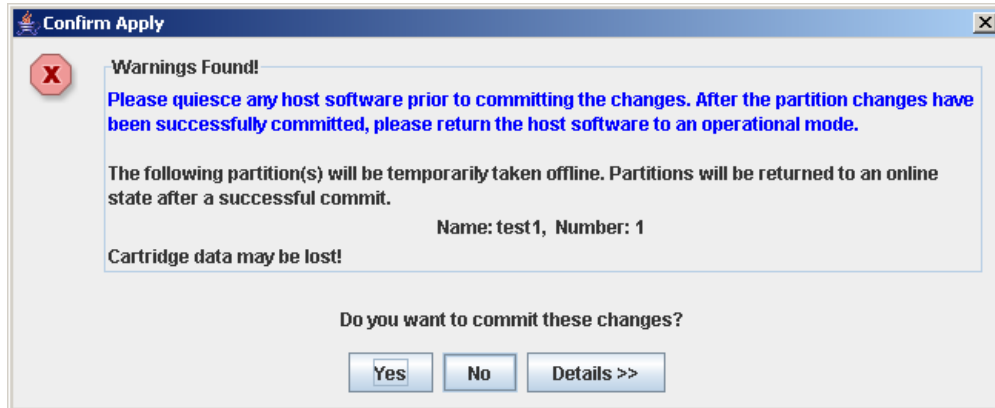 Confirm Apply
Warnings Found!
Please quiesce any host software prior to committing the changes. After the partition changes have
been successfully committed, please return the host software to an operational mode.
The following partition(s) will be temporarily taken offline. Partitions will be returned to an online
state after a successful commit.
Name: test1, Number: 1
Cartridge data may be lost!
Do you want to commit these changes?
Yes No Details >>